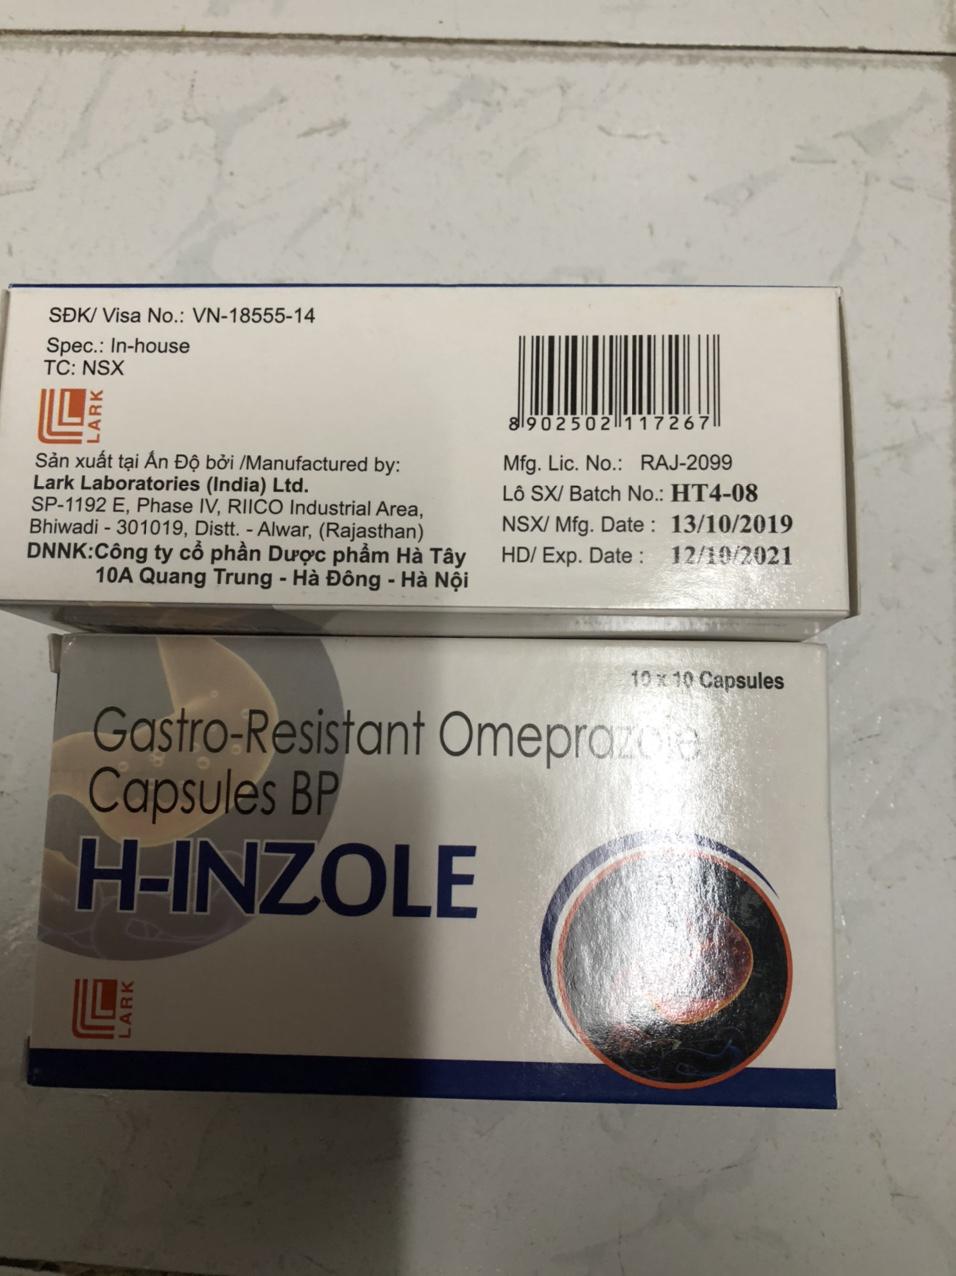 SĐK/ Visa No.: VN-18555-14
Spec.: In-house
TC: NSX
LARK
Sản xuất tại Ấn Độ bởi /Manufactured by:
Lark Laboratories (India) Ltd.
SP-1192 E, Phase IV, RIICO Industrial Area,
Bhiwadi - 301019, Distt. - Alwar, (Rajasthan)
DNNK:Công ty cổ phần Dược phẩm Hà Tây
10A Quang Trung - Hà Đông - Hà Nội
8 902502 117267
Mfg. Lic. No.: RAJ-2099
Lô SX/ Batch No.: HT4-08
NSX/ Mfg. Date : 13/10/2019
HD/ Exp. Date : 12/10/2021
10 x 10 Capsules
Gastro-Resistant Omeprazole
Capsules BP
H-INZOLE
LARK